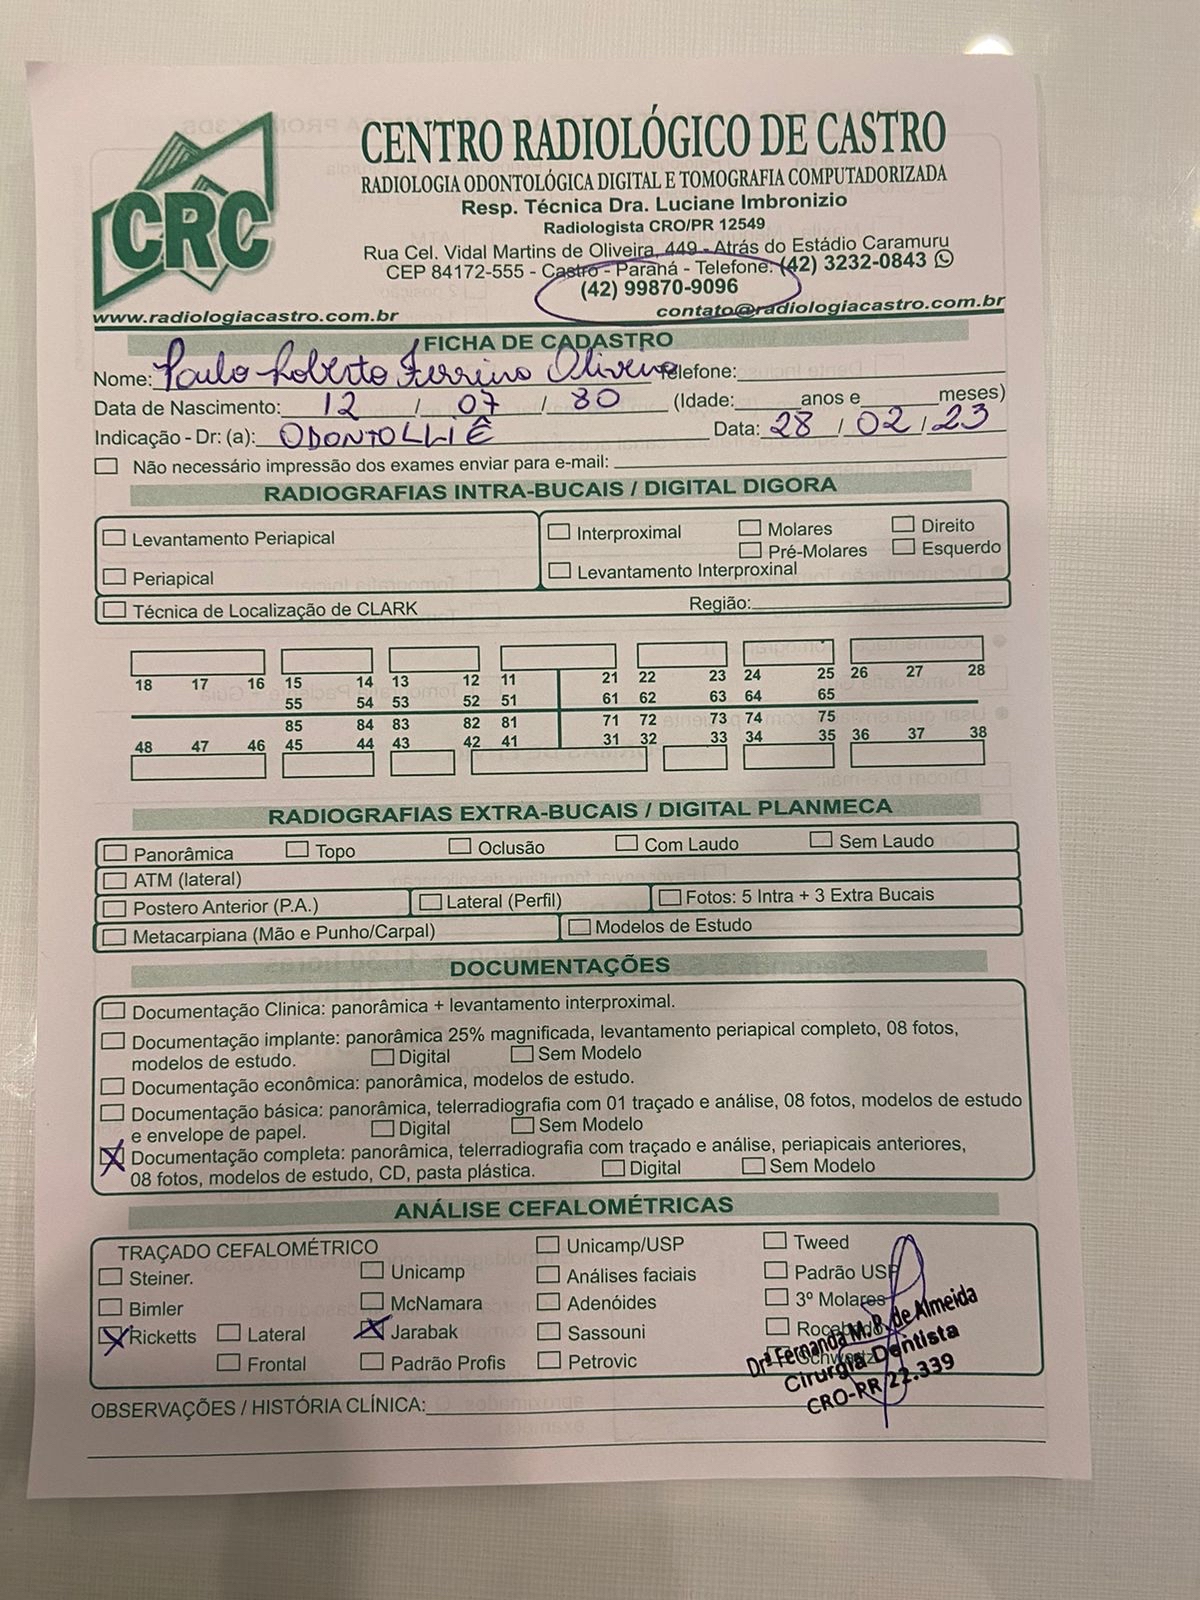 CRC
CENTRO RADIOLÓGICO DE CASTRO
RADIOLOGIA ODONTOLÓGICA DIGITAL E TOMOGRAFIA COMPUTADORIZADA
Resp. Técnica Dra. Luciane Imbronizio
Radiologista CRO/PR 12549
Rua Cel. Vidal Martins de Oliveira, 449 - Atrás do Estádio Caramuru
CEP 84172-555 - Castro - Paraná - Telefone: (42) 3232-0843
(42) 99870-9096
www.radiologiacastro.com.br contato@radiologiacastro.com.br
FICHA DE CADASTRO
Nome: Paulo Roberto Ferreira Oliveira Telefone:
Data de Nascimento: 12 / 07 / 80 (Idade: anos e meses)
Indicação - Dr: (a): ODONTOLLIÊ Data: 28 / 02 / 23
Não necessário impressão dos exames enviar para e-mail:
RADIOGRAFIAS INTRA-BUCAIS / DIGITAL DIGORA
Levantamento Periapical Interproximal Molares Direito
Pré-Molares Esquerdo
Periapical Levantamento Interproxinal
Técnica de Localização de CLARK Região:
18 17 16 15 14 13 12 11 21 22 23 24 25 26 27 28
55 54 53 52 51 61 62 63 64 65
85 84 83 82 81 71 72 73 74 75
48 47 46 45 44 43 42 41 31 32 33 34 35 36 37 38
RADIOGRAFIAS EXTRA-BUCAIS / DIGITAL PLANMECA
Panorâmica Topo Oclusão Com Laudo Sem Laudo
ATM (lateral)
Postero Anterior (P.A.) Lateral (Perfil) Fotos: 5 Intra + 3 Extra Bucais
Metacarpiana (Mão e Punho/Carpal) Modelos de Estudo
DOCUMENTAÇÕES
Documentação Clinica: panorâmica + levantamento interproximal.
Documentação implante: panorâmica 25% magnificada, levantamento periapical completo, 08 fotos,
modelos de estudo. Digital Sem Modelo
Documentação econômica: panorâmica, modelos de estudo.
Documentação básica: panorâmica, telerradiografia com 01 traçado e análise, 08 fotos, modelos de estudo
e envelope de papel. Digital Sem Modelo
X Documentação completa: panorâmica, telerradiografia com traçado e análise, periapicais anteriores,
08 fotos, modelos de estudo, CD, pasta plástica. Digital Sem Modelo
ANÁLISE CEFALOMÉTRICAS
TRAÇADO CEFALOMÉTRICO Unicamp/USP Tweed
Steiner. Unicamp Análises faciais Padrão USP
Bimler McNamara Adenóides 3º Molares
X Ricketts Lateral X Jarabak Sassouni Rocabado
Frontal Padrão Profis Petrovic Schwartz
Drª Fernanda M. R. de Almeida
Cirurgiã Dentista
CRO-RR 22.339
OBSERVAÇÕES / HISTÓRIA CLÍNICA: